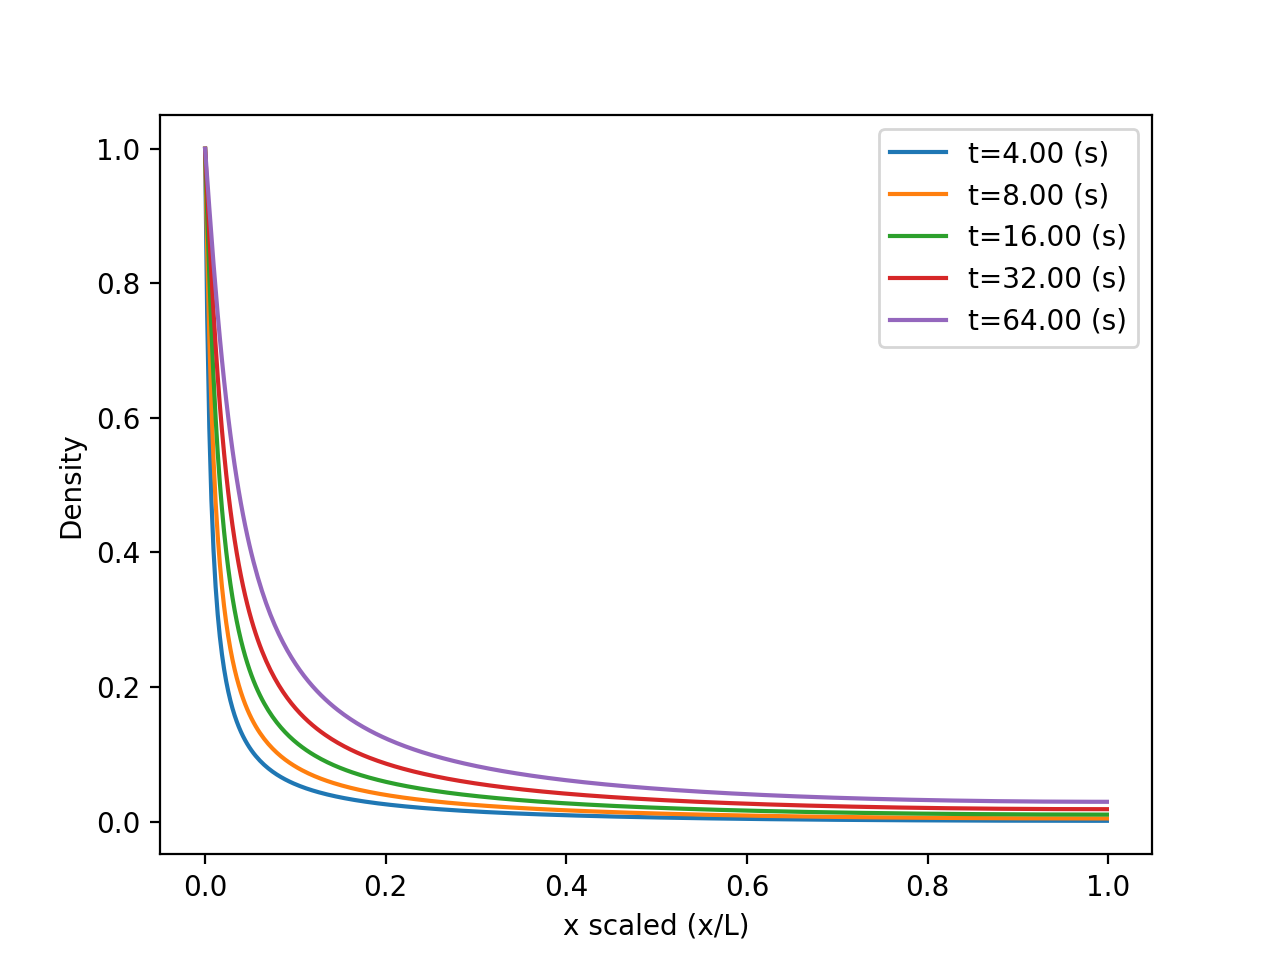 t=4.00 (s)
t=8.00 (s)
t=16.00 (s)
t=32.00 (s)
t=64.00 (s)
1.0
0.8
0.6
0.4
0.2
0.0
Density
0.0 0.2 0.4 0.6 0.8 1.0
x scaled (x/L)